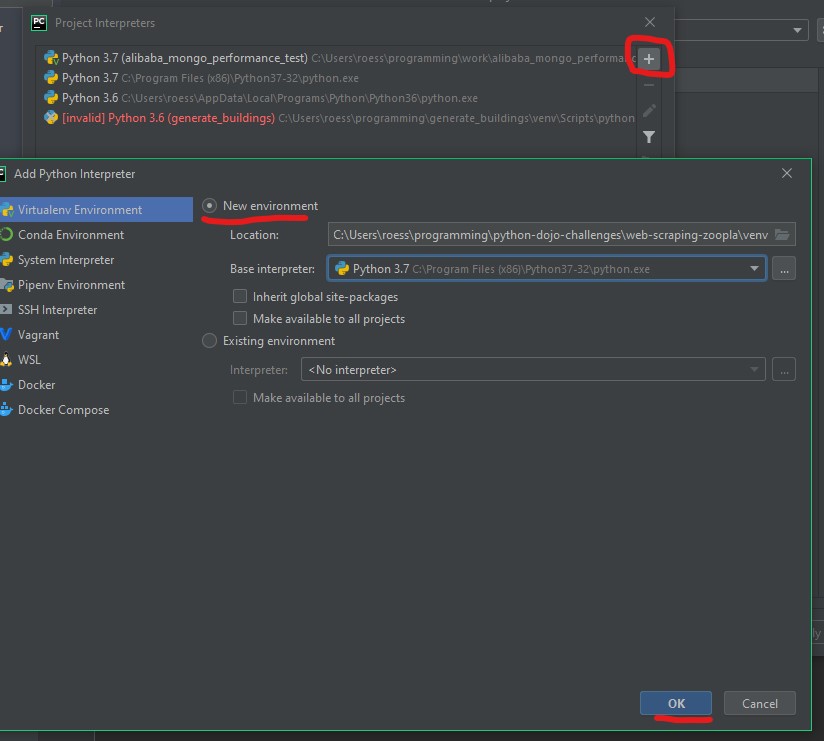 PC Project Interpreters
Python 3.7 (alibaba_mongo_performance_test) C:\Users\roess\programming\work\alibaba_mongo_performanc
Python 3.7 C:\Program Files (x86)\Python37-32\python.exe
Python 3.6 C:\Users\roess\AppData\Local\Programs\Python\Python36\python.exe
[invalid] Python 3.6 (generate_buildings) C:\Users\roess\programming\generate_buildings\venv\Scripts\python
Add Python Interpreter
Virtualenv Environment
Conda Environment
System Interpreter
Pipenv Environment
SSH Interpreter
Vagrant
WSL
Docker
Docker Compose
New environment
Location: C:\Users\roess\programming\python-dojo-challenges\web-scraping-zoopla\venv
Base interpreter: Python 3.7 C:\Program Files (x86)\Python37-32\python.exe ...
Inherit global site-packages
Make available to all projects
Existing environment
Interpreter: <No interpreter> ...
Make available to all projects
ly
OK Cancel